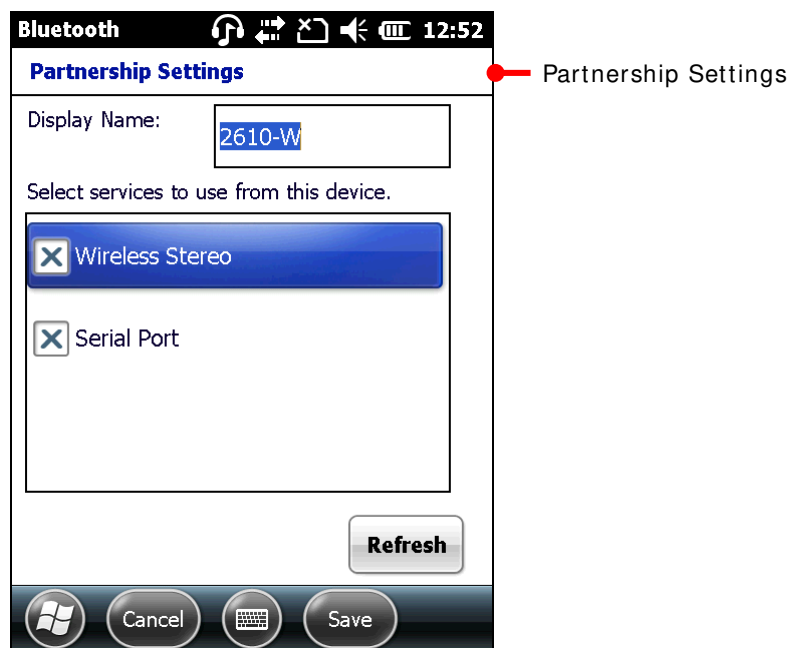 Bluetooth 12:52
Partnership Settings
Partnership Settings
Display Name:
2610-W
Select services to use from this device.
Wireless Stereo
Serial Port
Refresh
Cancel
Save